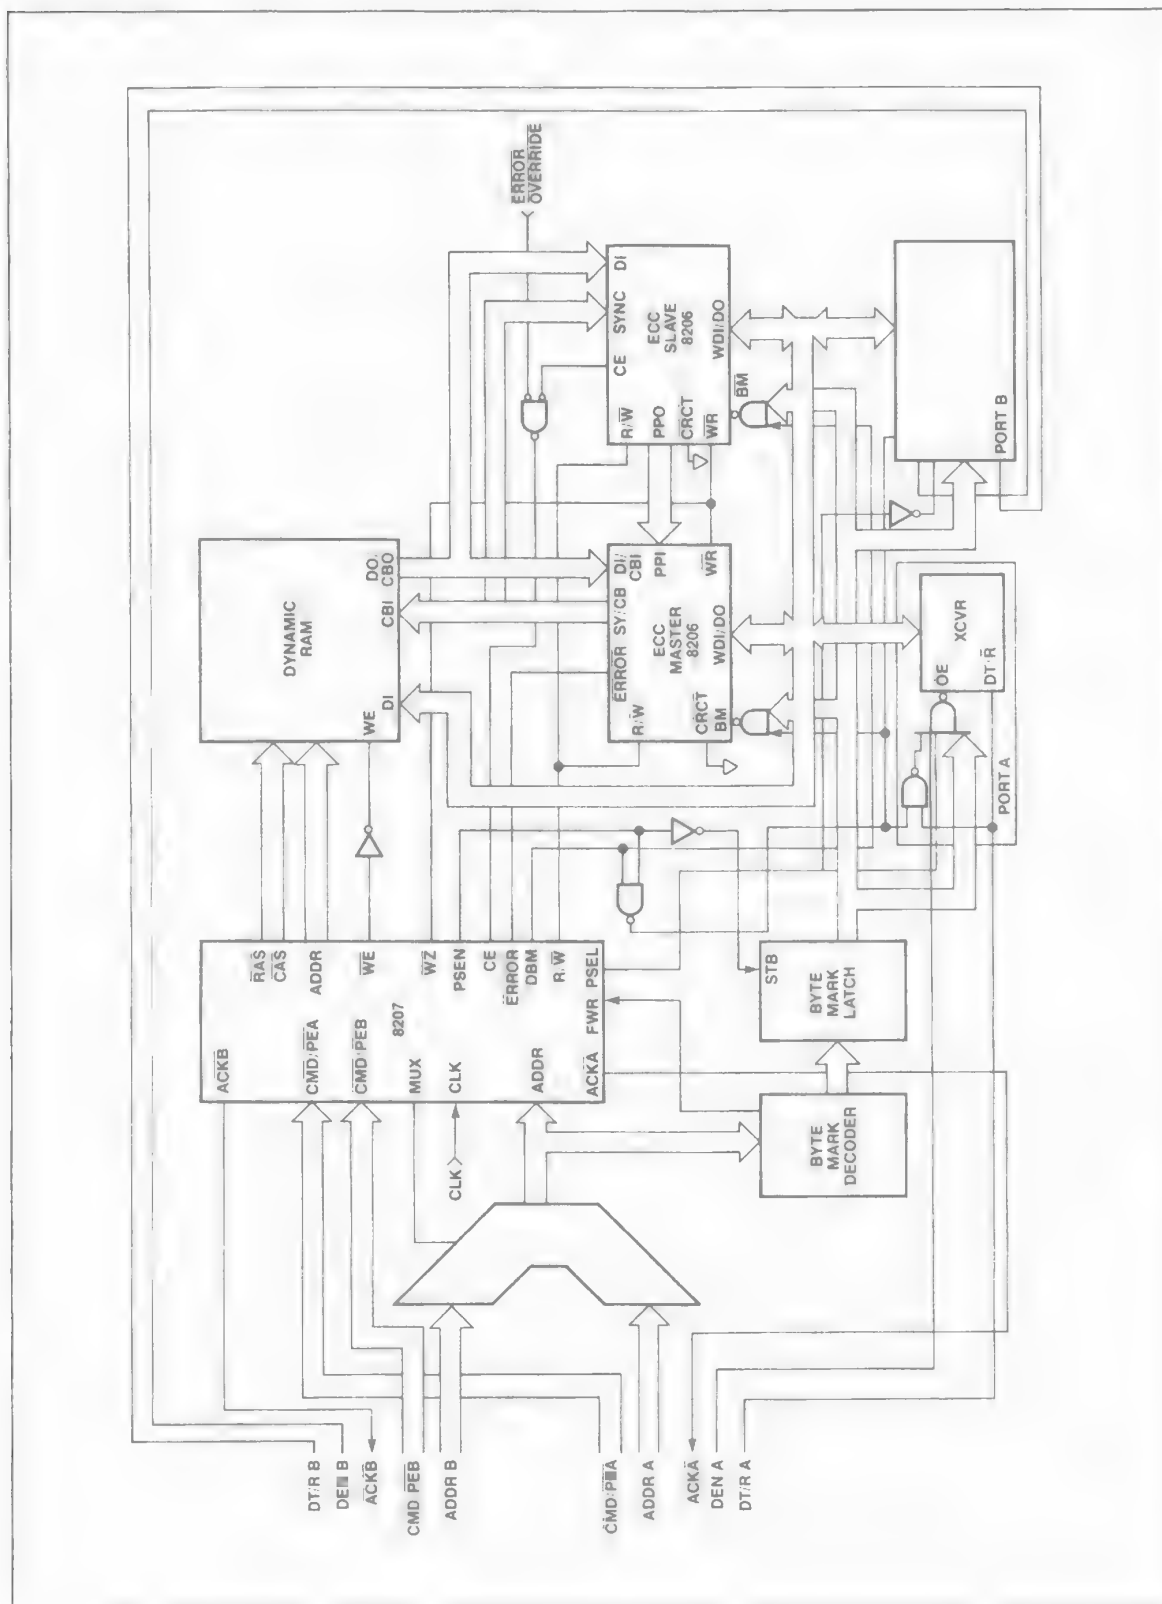 ERROR
OVERRIDE
DYNAMIC
RAM
WE
DI
CBI
DO/
CBO
ECC
SLAVE
8206
R/W
PPO
CRCT
WR
CE
SYNC
DI
WDI/DO
BM
ECC
MASTER
8206
R/W
ERROR
SY/CB
DI/
CBI
PPI
WR
CRCT
BM
WDI/DO
PORT B
XCVR
OE
DT/R
PORT A
8207
RAS
CAS
ADDR
WE
WZ
PSEN
CE
ERROR
DBM
R/W
ACKB
CMD/PEA
CMD/PEB
MUX
CLK
ADDR
ACKA
FWR
PSEL
CLK
STB
BYTE
MARK
LATCH
BYTE
MARK
DECODER
DT/R B
ACKB
CMD/PEB
ADDR B
ADDR A
ACKA
DEN A
DT/R A